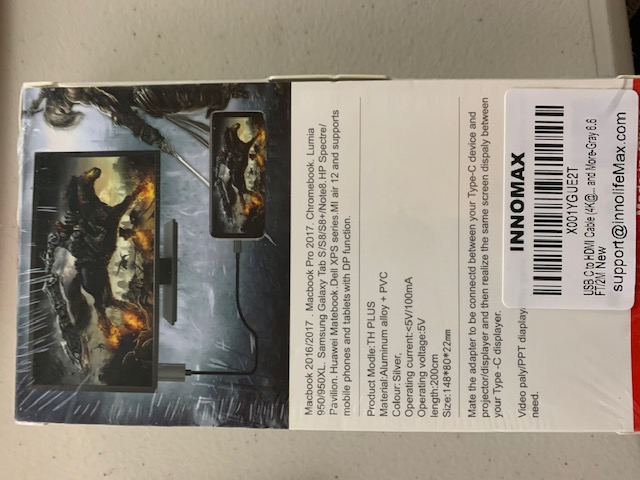 Macbook 2016/2017 . Macbook Pro 2017. Chromebook. Lumia
950/950XL. Samsung Galaxy Tab S/S8/S8+/Note8. HP Spectre/
Pavilion. Huawei Matebook.Dell XPS series. MI air 12 and supports
mobile phones and tablets with DP function.
Product Modle:TH PLUS
Material:Aluminum alloy + PVC
Colour: Silver,
Operating current:<5V/100mA
Operating voltage:5V
length:200cm
Size:148*80*22mm
Mate the adapter to be connectd between your Type-C device and
projector/displayer and then realize the same screen dispaly between
your Type -C displayer.
Video paly/PPT diaplay,
need.
INNOMAX
X001VGUE2T
USB C to HDMI Cable (4K@... and More-Gray 6.6
FT/2M New
support@innolifeMax.com